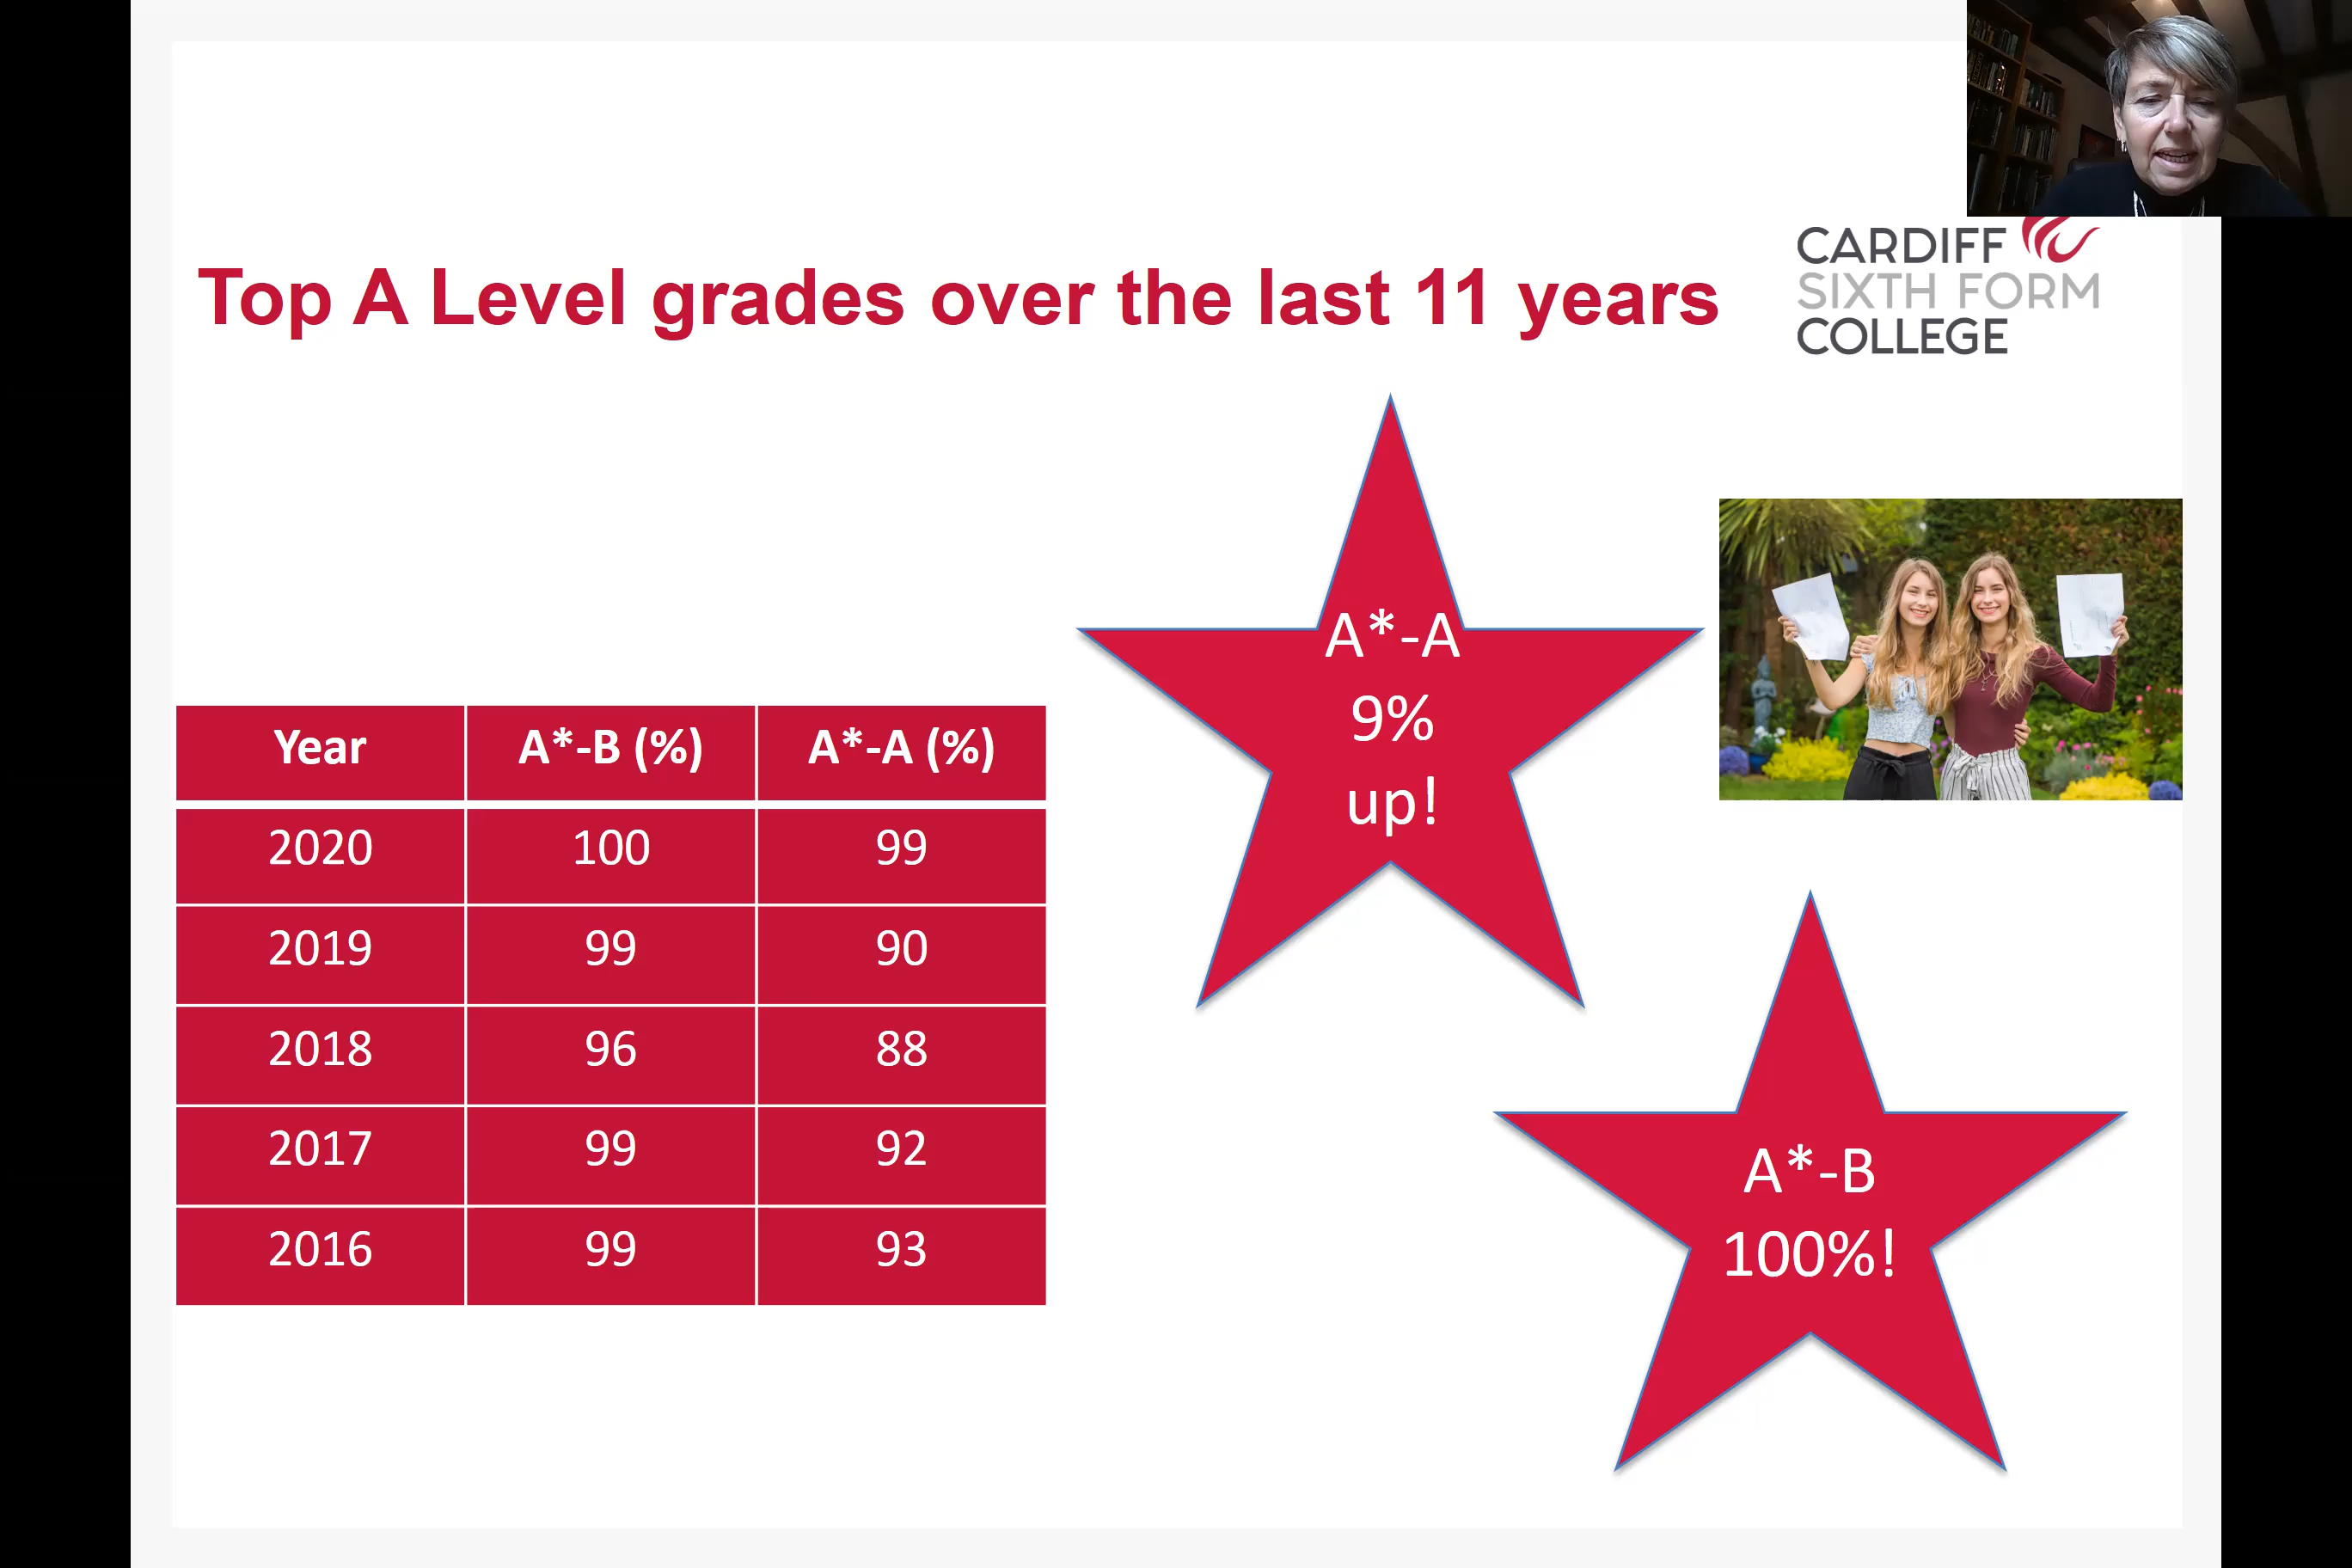 CARDIFF
SIXTH FORM
COLLEGE
Top A Level grades over the last 11 years
A*-A
9%
up!
Year A*-B (%) A*-A (%)
2020 100 99
2019 99 90
2018 96 88
2017 99 92
2016 99 93
A*-B
100%!